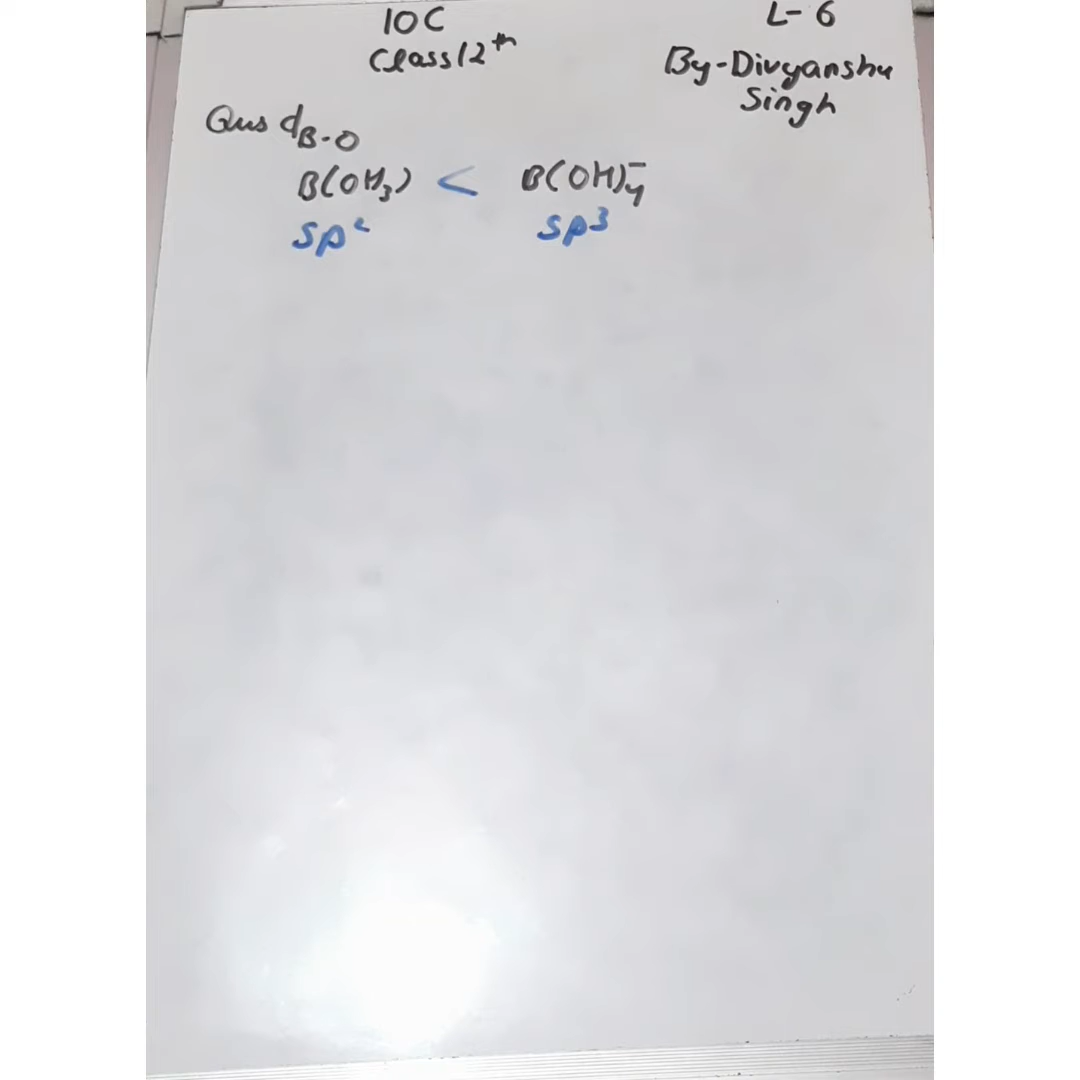 IOC
L-6
Class 12th
By-Divyanshu
Singh
Qus dB-O
B(OH3) < B(OH)4-
sp2 sp3